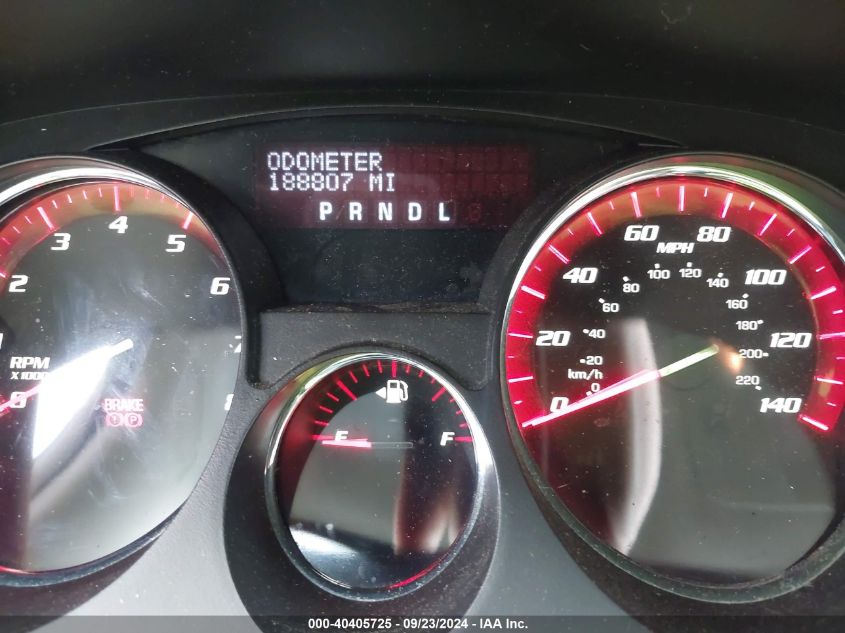 ODOMETER
188807 MI
P R N D L
2 3 4 5 6 8
RPM
X1000
0
BRAKE
P
E F
0 20 40 60 80 100 120 140
MPH
0 20 40 60 80 100 120 140 160 180 200 220
km/h
000-40405725 - 09/23/2024 - IAA Inc.